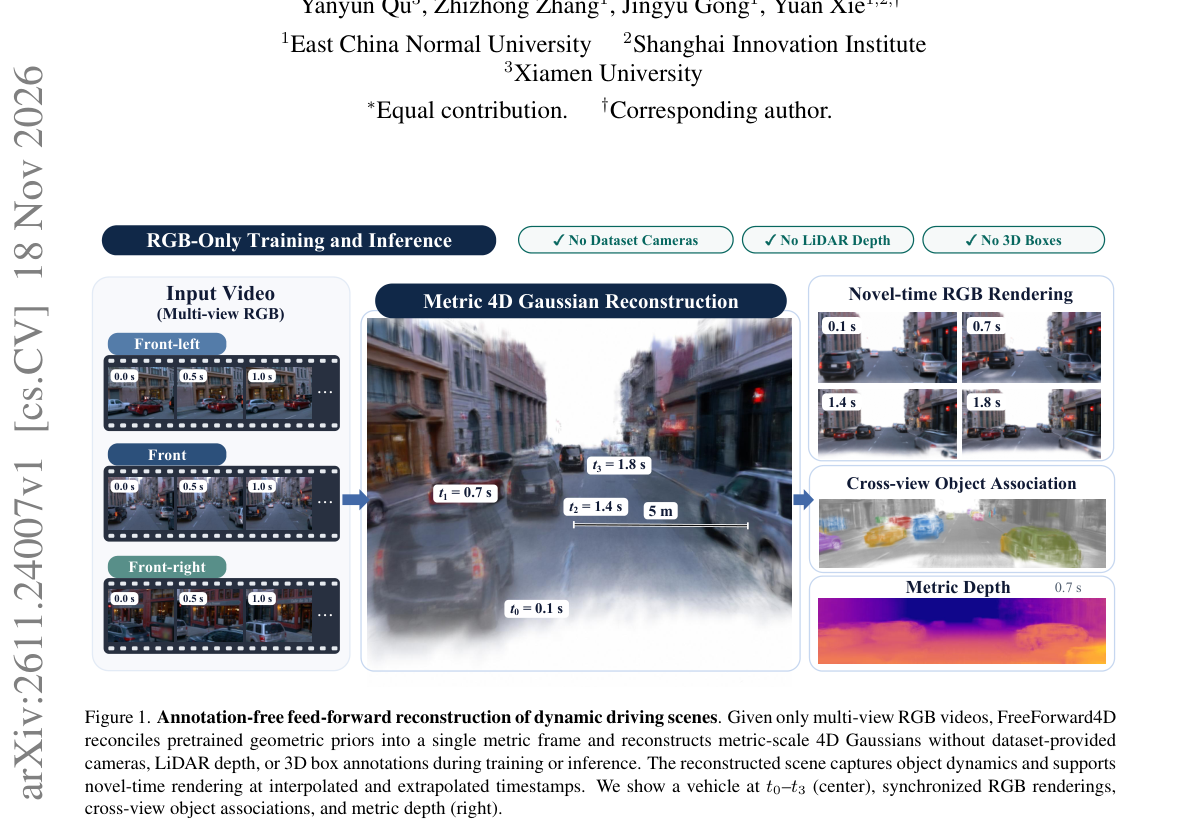 Yanyun Qu³, Zhizhong Zhang¹, Jingyu Gong¹, Yuan Xie¹,²,†
¹East China Normal University ²Shanghai Innovation Institute
³Xiamen University
*Equal contribution. †Corresponding author.
arXiv:2611.24007v1 [cs.CV] 18 Nov 2026
RGB-Only Training and Inference
✓ No Dataset Cameras
✓ No LiDAR Depth
✓ No 3D Boxes
Input Video
(Multi-view RGB)
Front-left
0.0 s 0.5 s 1.0 s ...
Front
0.0 s 0.5 s 1.0 s ...
Front-right
0.0 s 0.5 s 1.0 s ...
Metric 4D Gaussian Reconstruction
t₃ = 1.8 s
t₁ = 0.7 s
t₂ = 1.4 s
5 m
t₀ = 0.1 s
Novel-time RGB Rendering
0.1 s 0.7 s
1.4 s 1.8 s
Cross-view Object Association
Metric Depth 0.7 s
Figure 1. Annotation-free feed-forward reconstruction of dynamic driving scenes. Given only multi-view RGB videos, FreeForward4D
reconciles pretrained geometric priors into a single metric frame and reconstructs metric-scale 4D Gaussians without dataset-provided
cameras, LiDAR depth, or 3D box annotations during training or inference. The reconstructed scene captures object dynamics and supports
novel-time rendering at interpolated and extrapolated timestamps. We show a vehicle at t₀–t₃ (center), synchronized RGB renderings,
cross-view object associations, and metric depth (right).